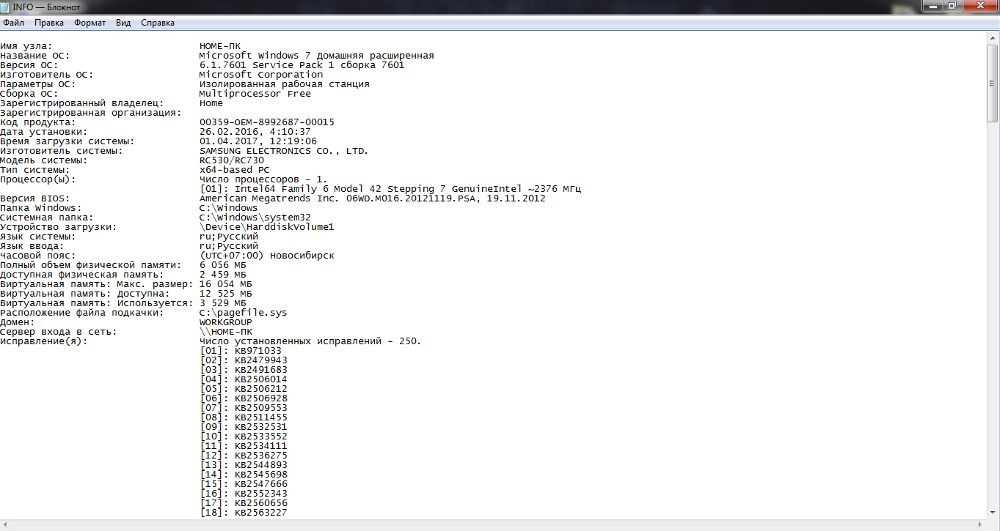 INFO — Блокнот
Файл Правка Формат Вид Справка
Имя узла: HOME-ПК
Название ОС: Microsoft Windows 7 Домашняя расширенная
Версия ОС: 6.1.7601 Service Pack 1 сборка 7601
Изготовитель ОС: Microsoft Corporation
Параметры ОС: Изолированная рабочая станция
Сборка ОС: Multiprocessor Free
Зарегистрированный владелец: Home
Зарегистрированная организация:
Код продукта: 00359-OEM-8992687-00015
Дата установки: 26.02.2016, 4:10:37
Время загрузки системы: 01.04.2017, 12:19:06
Изготовитель системы: SAMSUNG ELECTRONICS CO., LTD.
Модель системы: RC530/RC730
Тип системы: x64-based PC
Процессор(ы): Число процессоров - 1.
[01]: Intel64 Family 6 Model 42 Stepping 7 GenuineIntel ~2376 МГц
Версия BIOS: American Megatrends Inc. 06WD.M016.20121119.PSA, 19.11.2012
Папка Windows: C:\Windows
Системная папка: C:\Windows\system32
Устройство загрузки: \Device\HarddiskVolume1
Язык системы: ru;Русский
Язык ввода: ru;Русский
Часовой пояс: (UTC+07:00) Новосибирск
Полный объем физической памяти: 6 056 МБ
Доступная физическая память: 2 459 МБ
Виртуальная память: Макс. размер: 16 054 МБ
Виртуальная память: Доступна: 12 525 МБ
Виртуальная память: Используется: 3 529 МБ
Расположение файла подкачки: C:\pagefile.sys
Домен: WORKGROUP
Сервер входа в сеть: \\HOME-ПК
Исправление(я): Число установленных исправлений - 250.
[01]: KB971033
[02]: KB2479943
[03]: KB2491683
[04]: KB2506014
[05]: KB2506212
[06]: KB2506928
[07]: KB2509553
[08]: KB2511455
[09]: KB2532531
[10]: KB2533552
[11]: KB2534111
[12]: KB2536275
[13]: KB2544893
[14]: KB2545698
[15]: KB2547666
[16]: KB2552343
[17]: KB2560656
[18]: KB2563227